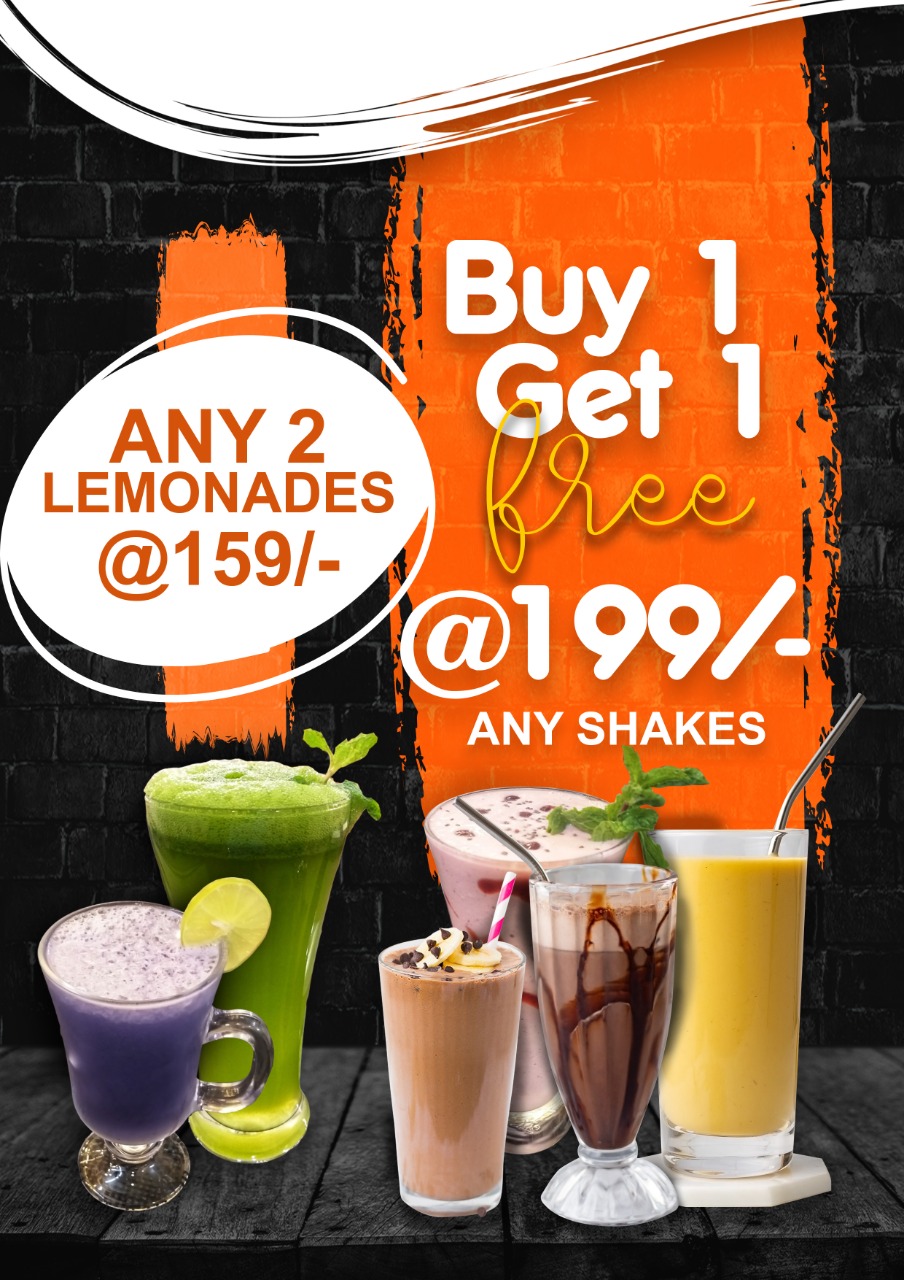 ANY 2
LEMONADES
@159/-
Buy 1
Get 1
free
@199/-
ANY SHAKES